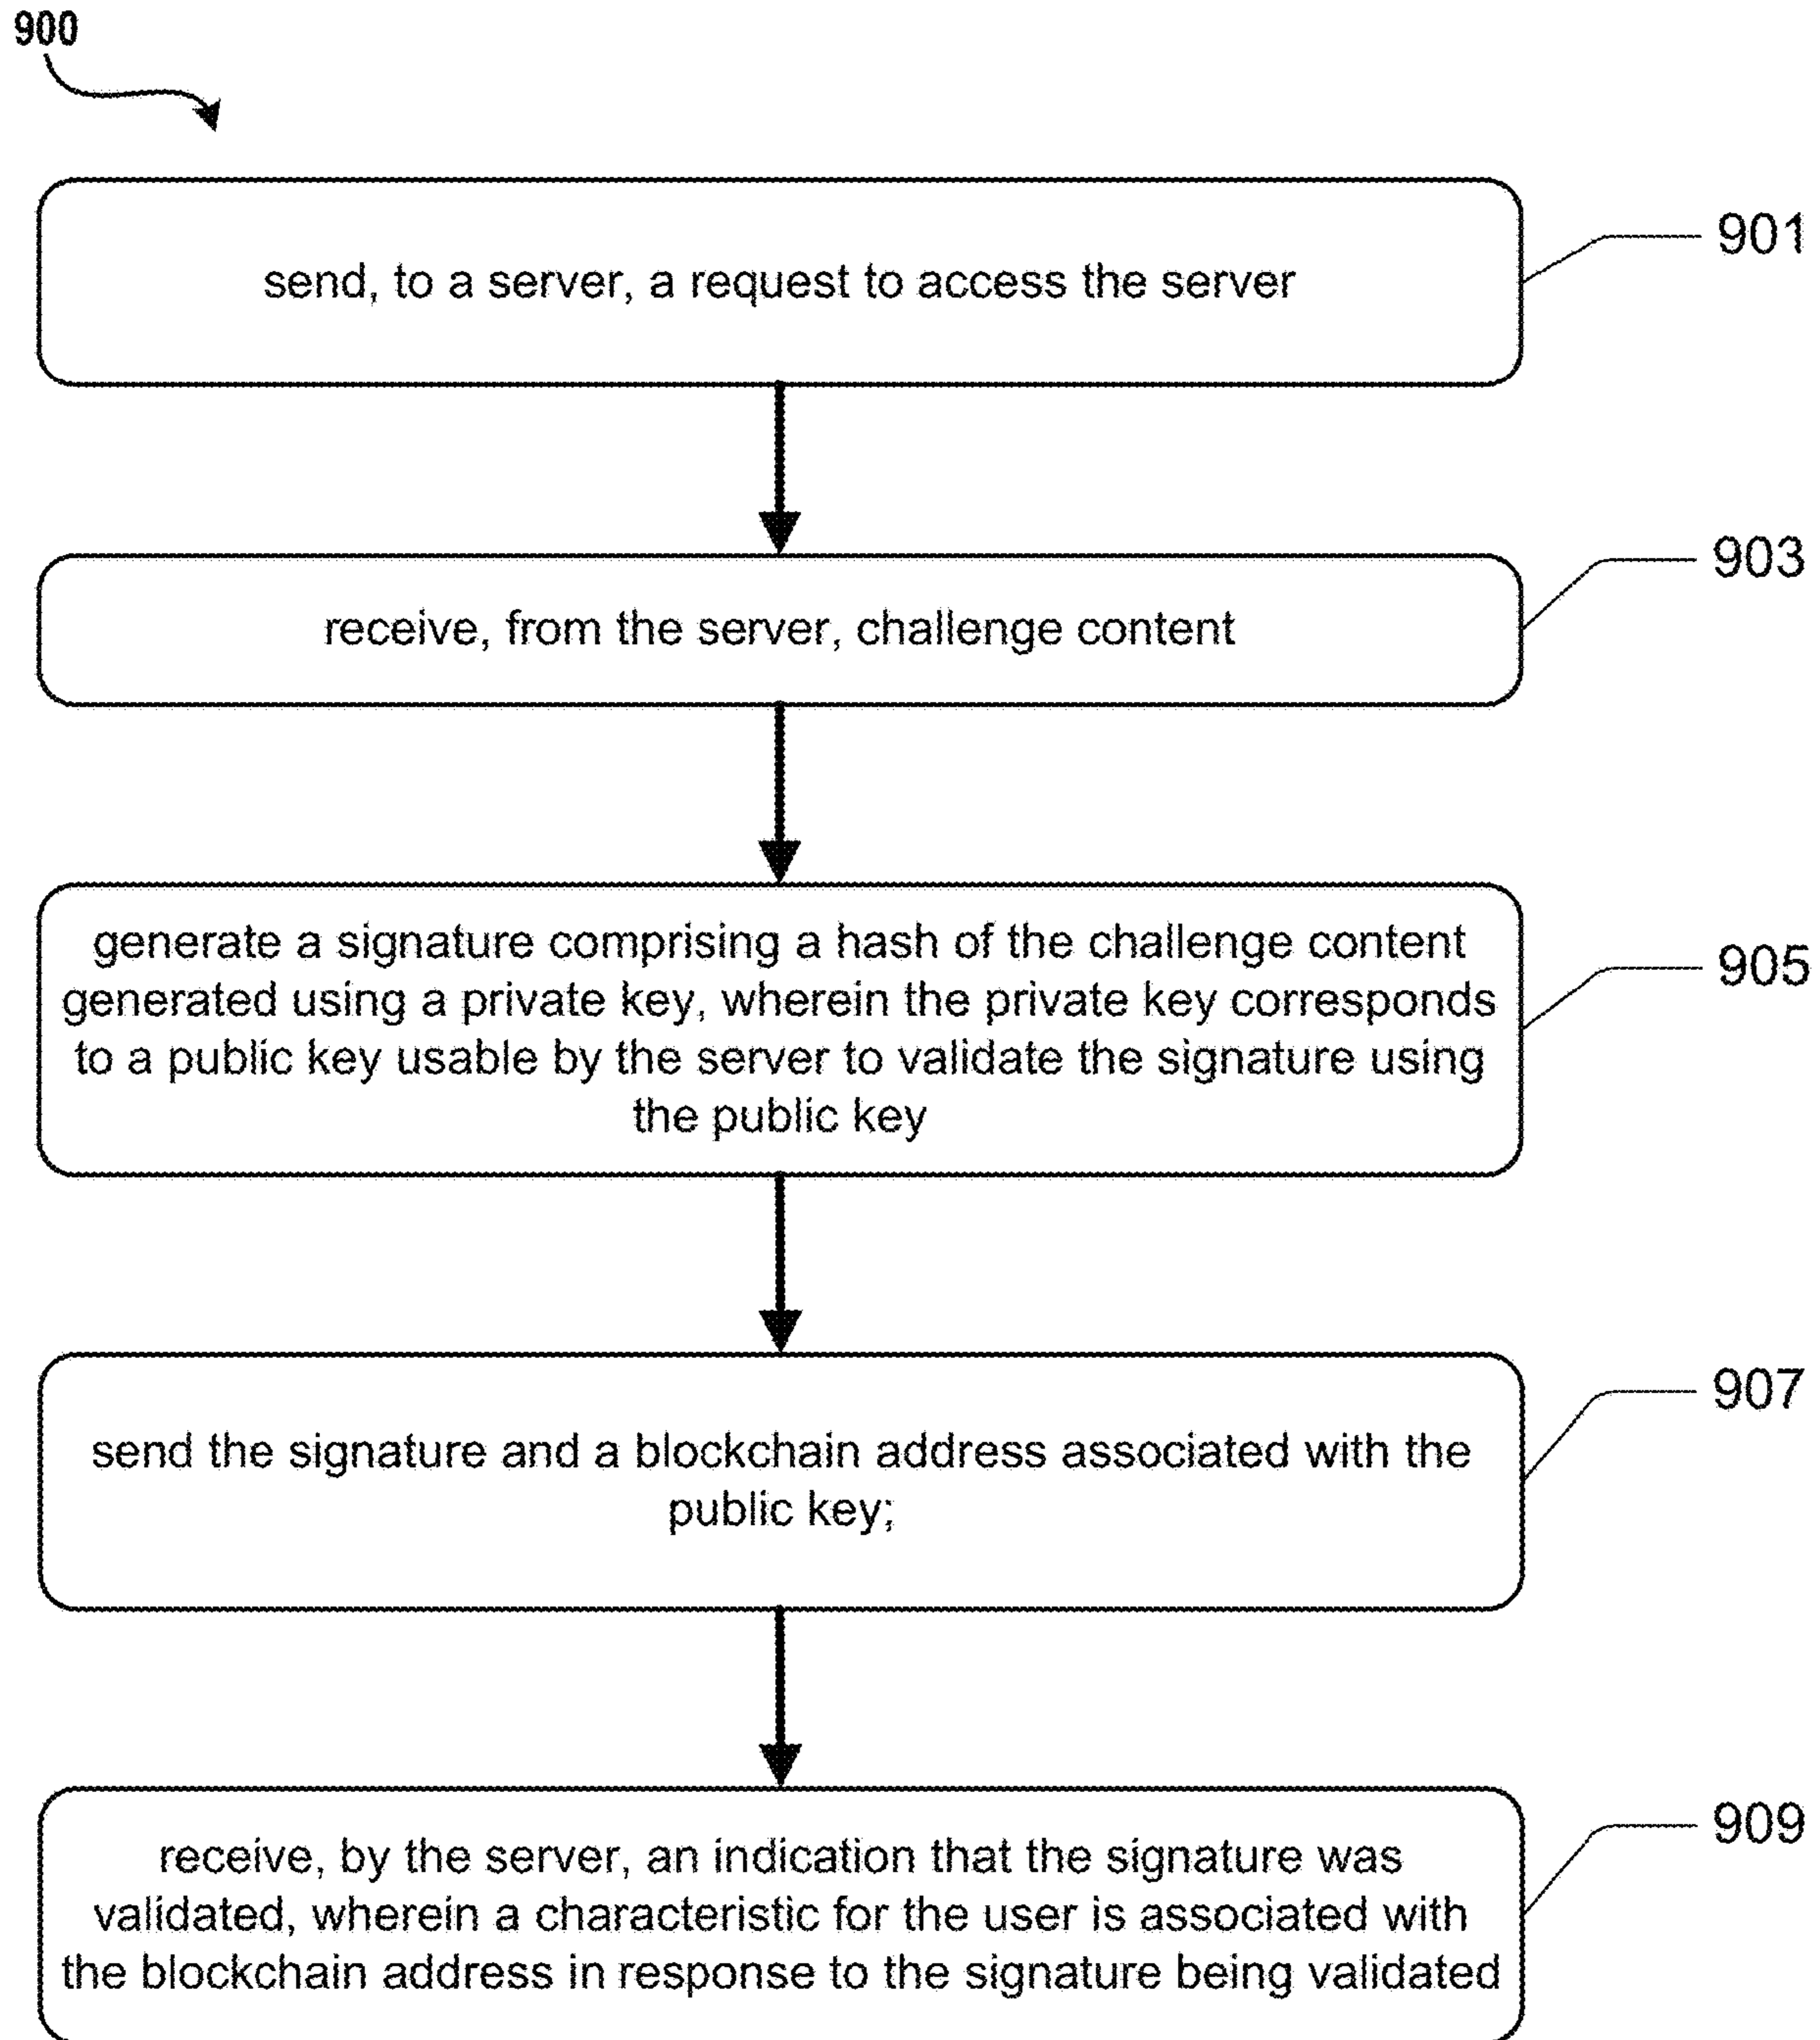 900
send, to a server, a request to access the server
901
receive, from the server, challenge content
903
generate a signature comprising a hash of the challenge content
generated using a private key, wherein the private key corresponds
to a public key usable by the server to validate the signature using
the public key
905
send the signature and a blockchain address associated with the
public key;
907
receive, by the server, an indication that the signature was
validated, wherein a characteristic for the user is associated with
the blockchain address in response to the signature being validated
909